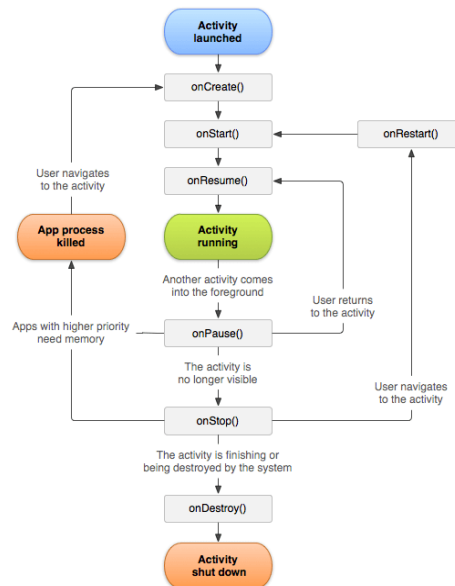 Activity
launched
onCreate()
onStart()
onRestart()
onResume()
User navigates
to the activity
App process
killed
Activity
running
Another activity comes
into the foreground
User returns
to the activity
Apps with higher priority
need memory
onPause()
The activity is
no longer visible
User navigates
to the activity
onStop()
The activity is finishing or
being destroyed by the system
onDestroy()
Activity
shut down